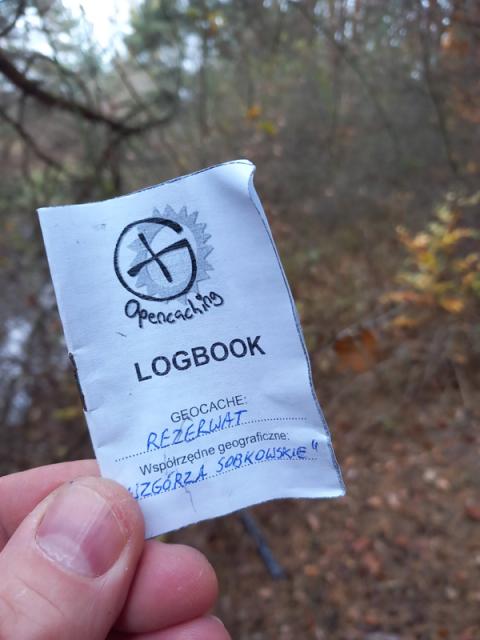 Opencaching
LOGBOOK
GEOCACHE:
REZERWAT
Współrzędne geograficzne:
WZGÓRZA SOBKOWSKIE"